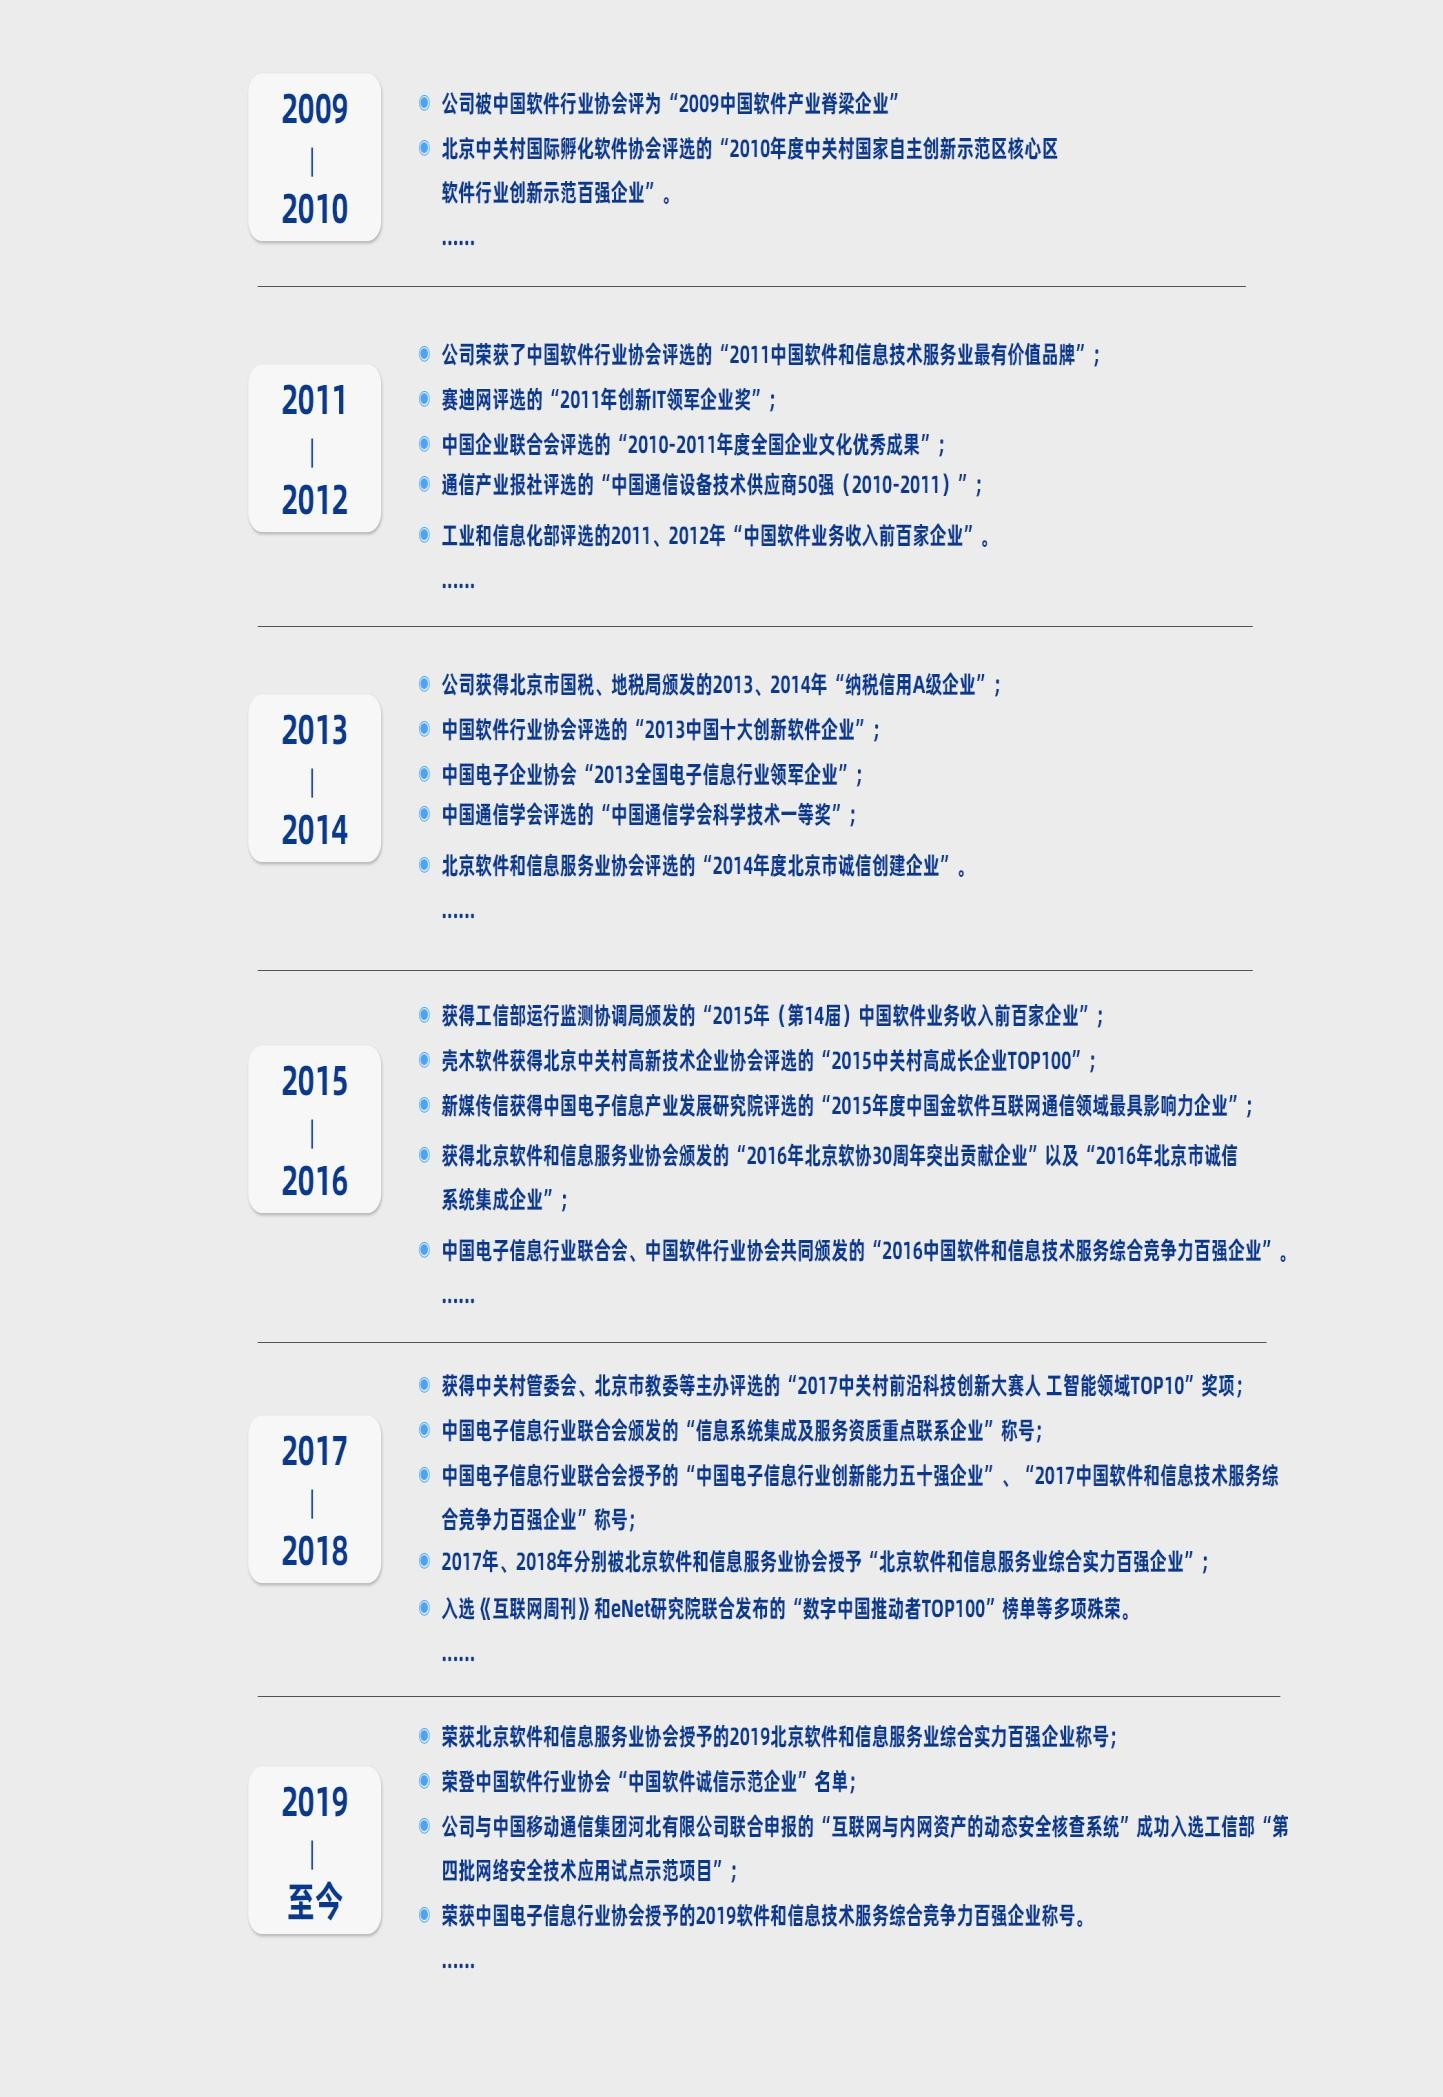 2009
|
2010
公司被中国软件行业协会评为“2009中国软件产业脊梁企业”
北京中关村国际孵化软件协会评选的“2010年度中关村国家自主创新示范区核心区
软件行业创新示范百强企业”。
……
2011
|
2012
公司荣获了中国软件行业协会评选的“2011中国软件和信息技术服务业最有价值品牌”；
赛迪网评选的“2011年创新IT领军企业奖”；
中国企业联合会评选的“2010-2011年度全国企业文化优秀成果”；
通信产业报社评选的“中国通信设备技术供应商50强（2010-2011）”；
工业和信息化部评选的2011、2012年“中国软件业务收入前百家企业”。
……
2013
|
2014
公司获得北京市国税、地税局颁发的2013、2014年“纳税信用A级企业”；
中国软件行业协会评选的“2013中国十大创新软件企业”；
中国电子企业协会“2013全国电子信息行业领军企业”；
中国通信学会评选的“中国通信学会科学技术一等奖”；
北京软件和信息服务业协会评选的“2014年度北京市诚信创建企业”。
……
2015
|
2016
获得工信部运行监测协调局颁发的“2015年（第14届）中国软件业务收入前百家企业”；
壳木软件获得北京中关村高新技术企业协会评选的“2015中关村高成长企业TOP100”；
新媒传信获得中国电子信息产业发展研究院评选的“2015年度中国金软件互联网通信领域最具影响力企业”；
获得北京软件和信息服务业协会颁发的“2016年北京软协30周年突出贡献企业”以及“2016年北京市诚信
系统集成企业”；
中国电子信息行业联合会、中国软件行业协会共同颁发的“2016中国软件和信息技术服务综合竞争力百强企业”。
……
2017
|
2018
获得中关村管委会、北京市教委等主办评选的“2017中关村前沿科技创新大赛人 工智能领域TOP10”奖项；
中国电子信息行业联合会颁发的“信息系统集成及服务资质重点联系企业”称号；
中国电子信息行业联合会授予的“中国电子信息行业创新能力五十强企业”、“2017中国软件和信息技术服务综
合竞争力百强企业”称号；
2017年、2018年分别被北京软件和信息服务业协会授予“北京软件和信息服务业综合实力百强企业”；
入选《互联网周刊》和eNet研究院联合发布的“数字中国推动者TOP100”榜单等多项殊荣。
……
2019
|
至今
荣获北京软件和信息服务业协会授予的2019北京软件和信息服务业综合实力百强企业称号；
荣登中国软件行业协会“中国软件诚信示范企业”名单；
公司与中国移动通信集团河北有限公司联合申报的“互联网与内网资产的动态安全核查系统”成功入选工信部“第
四批网络安全技术应用试点示范项目”；
荣获中国电子信息行业协会授予的2019软件和信息技术服务综合竞争力百强企业称号。
……